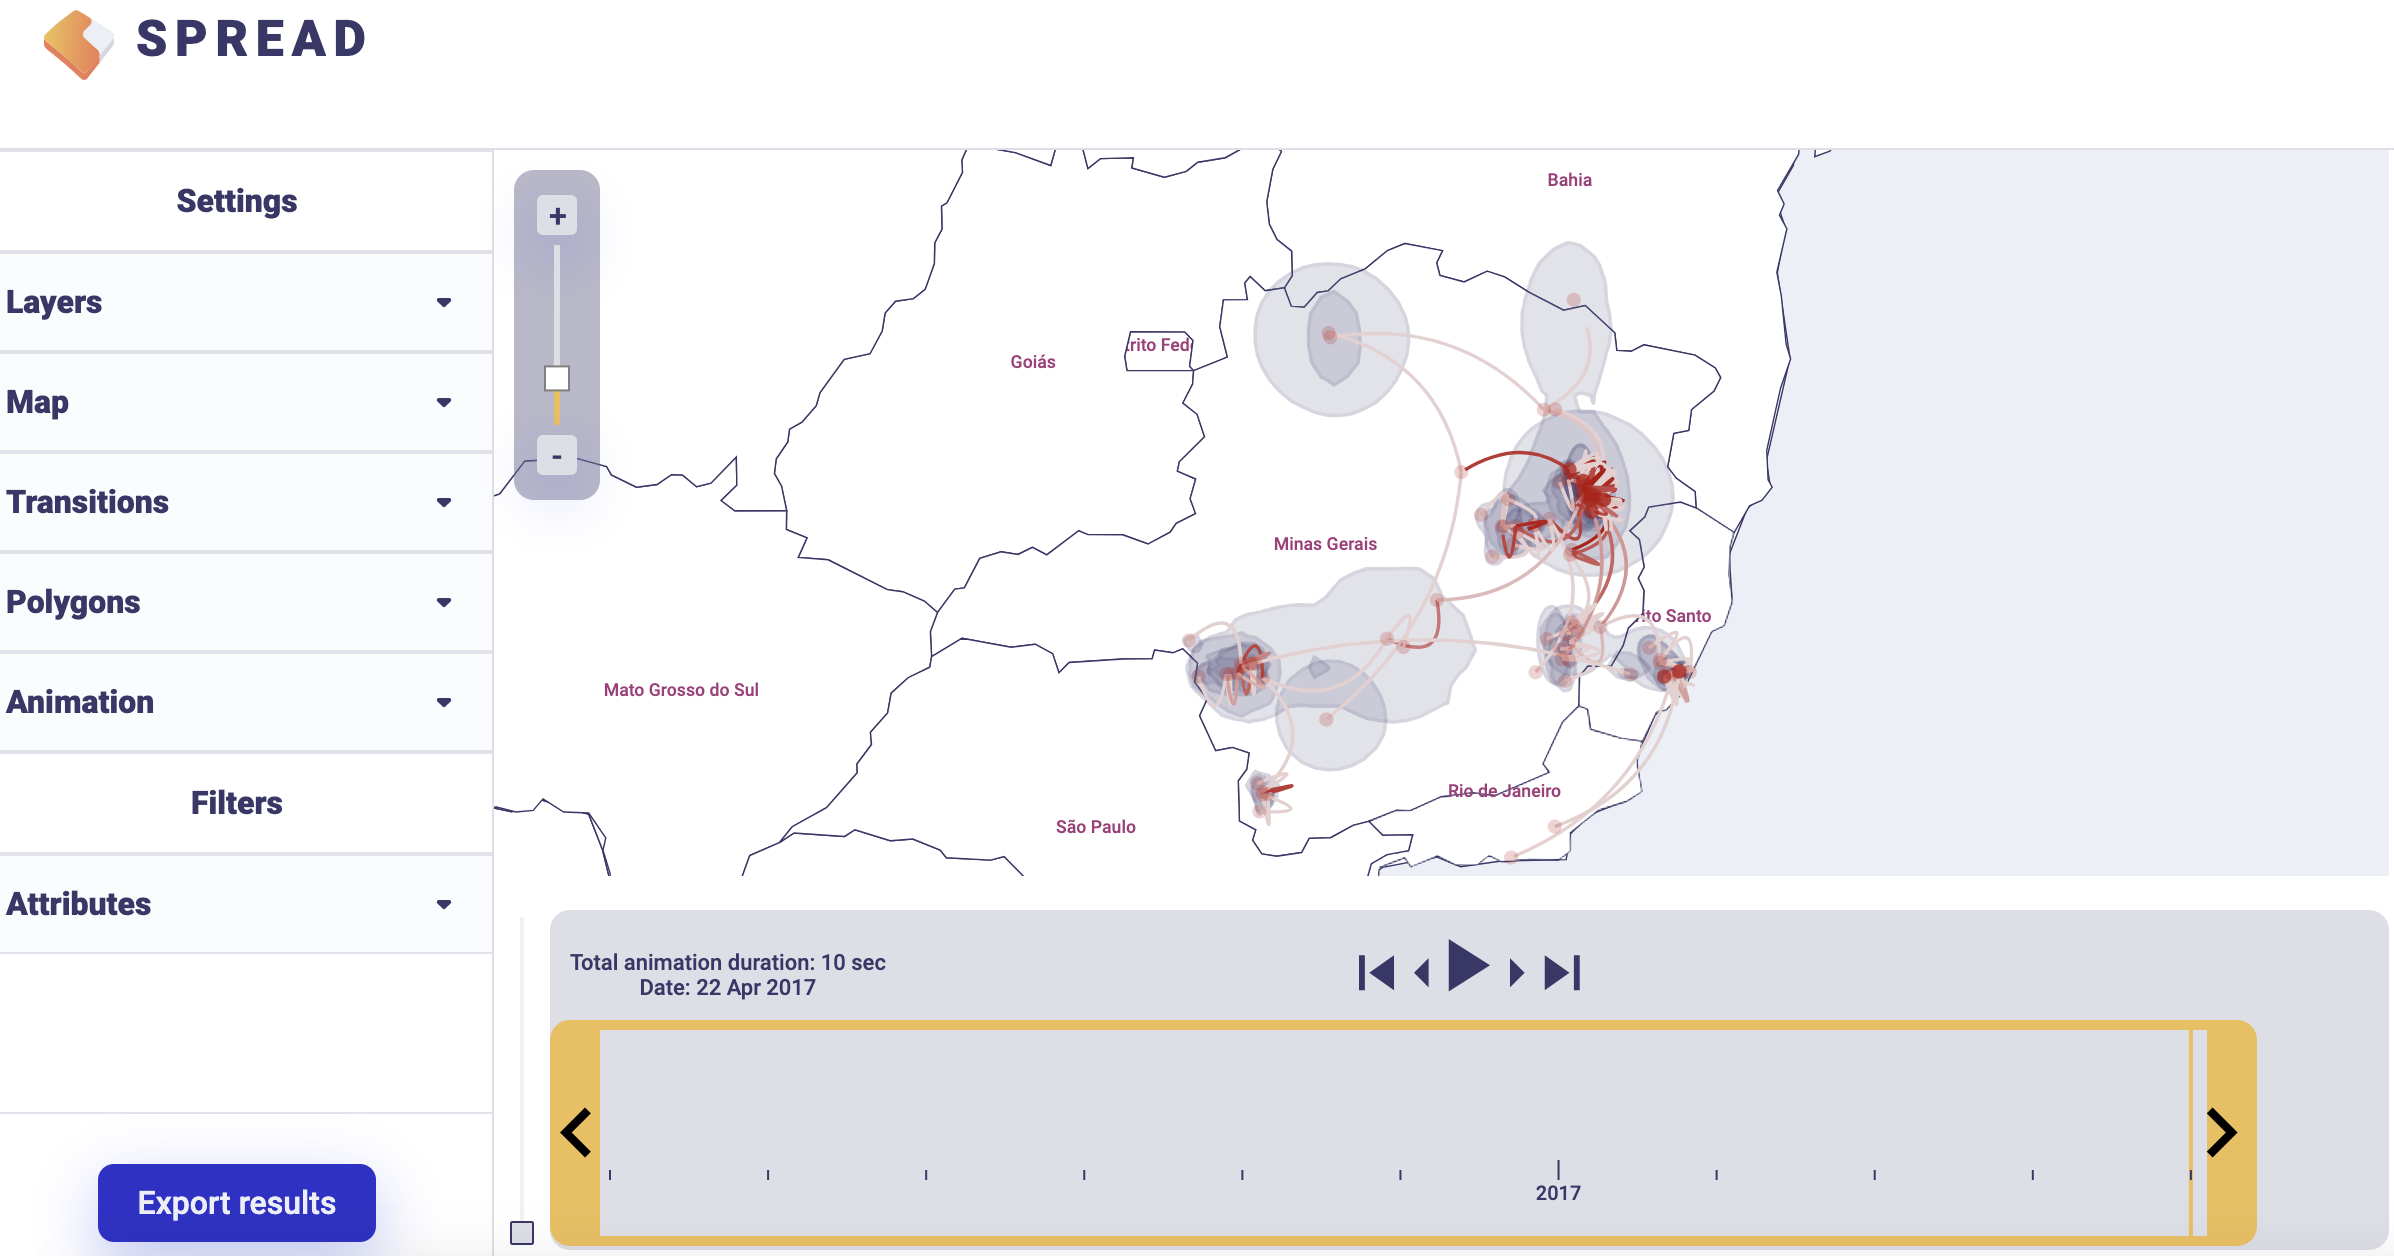 SPREAD
Settings
Layers
Map
Transitions
Polygons
Animation
Filters
Attributes
Export results
+
-
Bahia
Goiás
rito Fed
Minas Gerais
ito Santo
Mato Grosso do Sul
Rio de Janeiro
São Paulo
Total animation duration: 10 sec
Date: 22 Apr 2017
2017